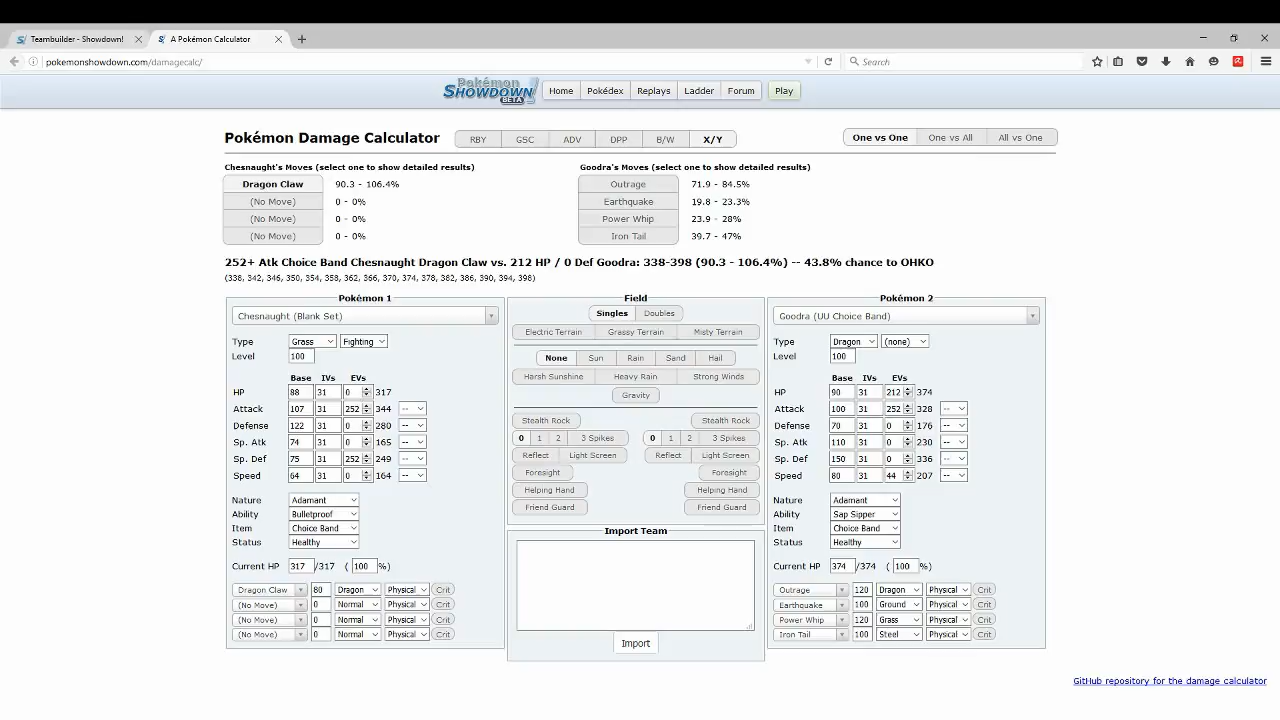 Teambuilder - Showdown!
A Pokémon Calculator
pokemonshowdown.com/damagecalc/
Search
Pokémon
SHOWDOWN
BETA
Home Pokédex Replays Ladder Forum Play
Pokémon Damage Calculator RBY GSC ADV DPP B/W X/Y One vs One One vs All All vs One
Chesnaught's Moves (select one to show detailed results)
Dragon Claw 90.3 - 106.4%
(No Move) 0 - 0%
(No Move) 0 - 0%
(No Move) 0 - 0%
Goodra's Moves (select one to show detailed results)
Outrage 71.9 - 84.5%
Earthquake 19.8 - 23.3%
Power Whip 23.9 - 28%
Iron Tail 39.7 - 47%
252+ Atk Choice Band Chesnaught Dragon Claw vs. 212 HP / 0 Def Goodra: 338-398 (90.3 - 106.4%) -- 43.8% chance to OHKO
(338, 342, 346, 350, 354, 358, 362, 366, 370, 374, 378, 382, 386, 390, 394, 398)
Pokémon 1
Chesnaught (Blank Set)
Type Grass Fighting
Level 100
Base IVs EVs
HP 88 31 0 317
Attack 107 31 252 344 --
Defense 122 31 0 280 --
Sp. Atk 74 31 0 165 --
Sp. Def 75 31 252 249 --
Speed 64 31 0 164 --
Nature Adamant
Ability Bulletproof
Item Choice Band
Status Healthy
Current HP 317 /317 ( 100 %)
Dragon Claw 80 Dragon Physical Crit
(No Move) 0 Normal Physical Crit
(No Move) 0 Normal Physical Crit
(No Move) 0 Normal Physical Crit
Field
Singles Doubles
Electric Terrain Grassy Terrain Misty Terrain
None Sun Rain Sand Hail
Harsh Sunshine Heavy Rain Strong Winds
Gravity
Stealth Rock Stealth Rock
0 1 2 3 Spikes 0 1 2 3 Spikes
Reflect Light Screen Reflect Light Screen
Foresight Foresight
Helping Hand Helping Hand
Friend Guard Friend Guard
Import Team
Import
Pokémon 2
Goodra (UU Choice Band)
Type Dragon (none)
Level 100
Base IVs EVs
HP 90 31 212 374
Attack 100 31 252 328 --
Defense 70 31 0 176 --
Sp. Atk 110 31 0 230 --
Sp. Def 150 31 0 336 --
Speed 80 31 44 207 --
Nature Adamant
Ability Sap Sipper
Item Choice Band
Status Healthy
Current HP 374 /374 ( 100 %)
Outrage 120 Dragon Physical Crit
Earthquake 100 Ground Physical Crit
Power Whip 120 Grass Physical Crit
Iron Tail 100 Steel Physical Crit
GitHub repository for the damage calculator